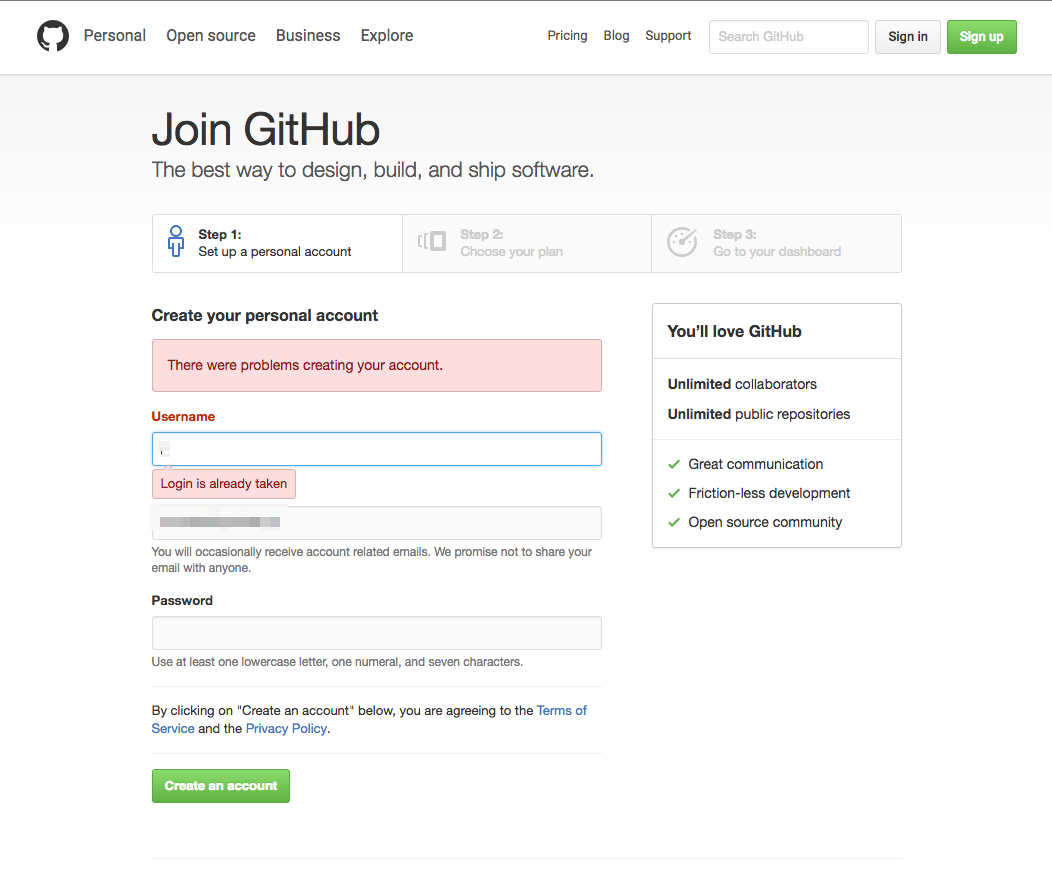 Personal Open source Business Explore Pricing Blog Support Search GitHub Sign in Sign up
Join GitHub
The best way to design, build, and ship software.
Step 1:
Set up a personal account
Step 2:
Choose your plan
Step 3:
Go to your dashboard
Create your personal account
There were problems creating your account.
Username
Login is already taken
You will occasionally receive account related emails. We promise not to share your
email with anyone.
Password
Use at least one lowercase letter, one numeral, and seven characters.
By clicking on "Create an account" below, you are agreeing to the Terms of
Service and the Privacy Policy.
Create an account
You'll love GitHub
Unlimited collaborators
Unlimited public repositories
Great communication
Friction-less development
Open source community